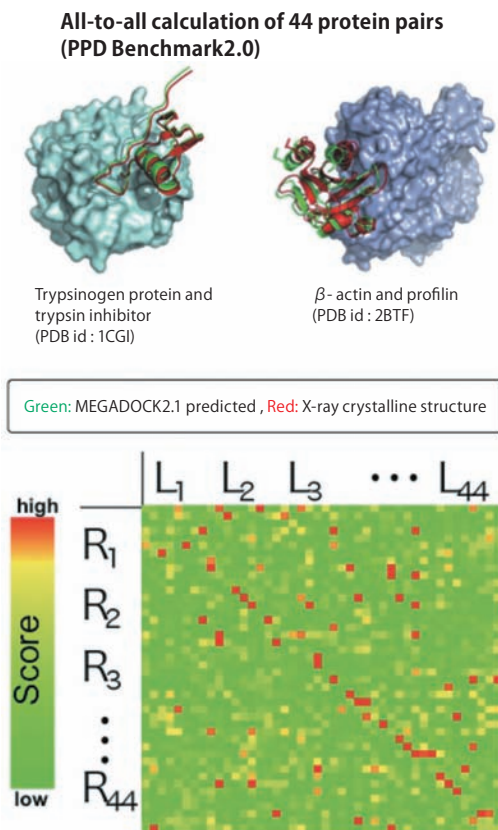 All-to-all calculation of 44 protein pairs
(PPD Benchmark2.0)
Trypsinogen protein and
trypsin inhibitor
(PDB id : 1CGI)
β- actin and profilin
(PDB id : 2BTF)
Green: MEGADOCK2.1 predicted , Red: X-ray crystalline structure
L1 L2 L3 ••• L44
high
Score
low
R1
R2
R3
•
•
•
R44